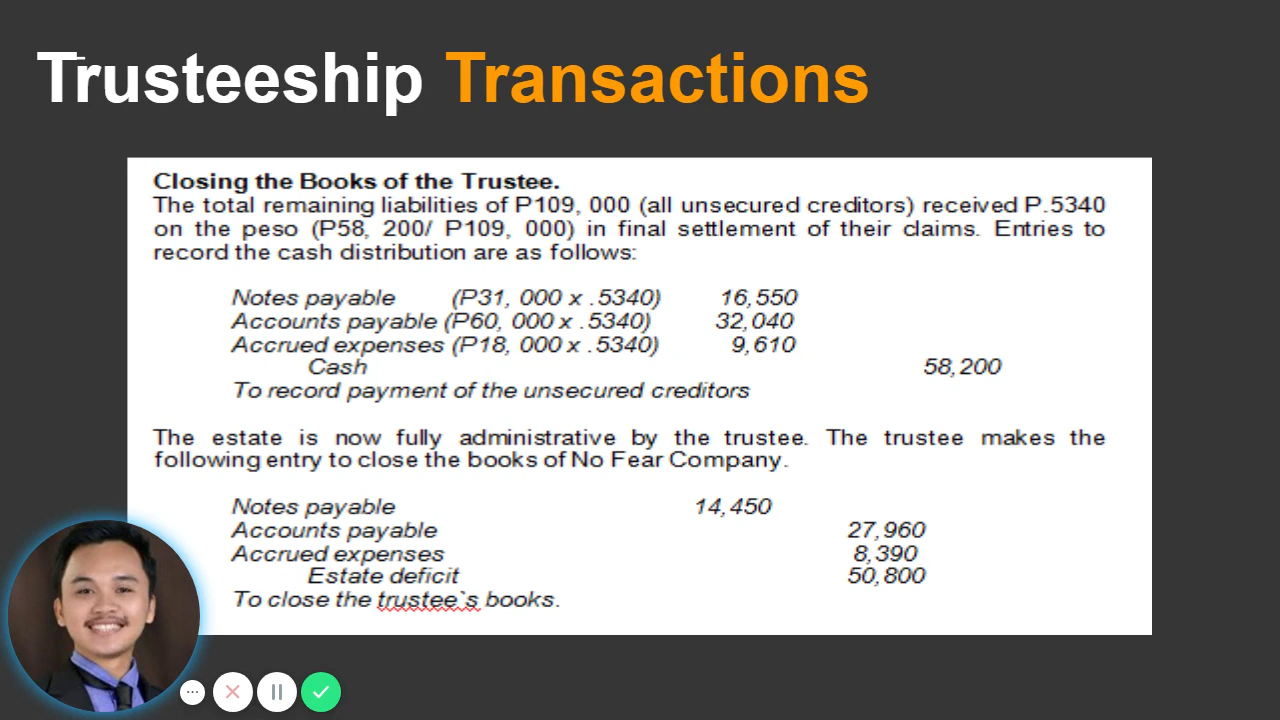 Trusteeship Transactions
Closing the Books of the Trustee.
The total remaining liabilities of P109, 000 (all unsecured creditors) received P.5340
on the peso (P58, 200/ P109, 000) in final settlement of their claims. Entries to
record the cash distribution are as follows:
Notes payable (P31, 000 x .5340) 16,550
Accounts payable (P60, 000 x .5340) 32,040
Accrued expenses (P18, 000 x .5340) 9,610
Cash 58,200
To record payment of the unsecured creditors
The estate is now fully administrative by the trustee. The trustee makes the
following entry to close the books of No Fear Company.
Notes payable 14,450
Accounts payable 27,960
Accrued expenses 8,390
Estate deficit 50,800
To close the trustee`s books.